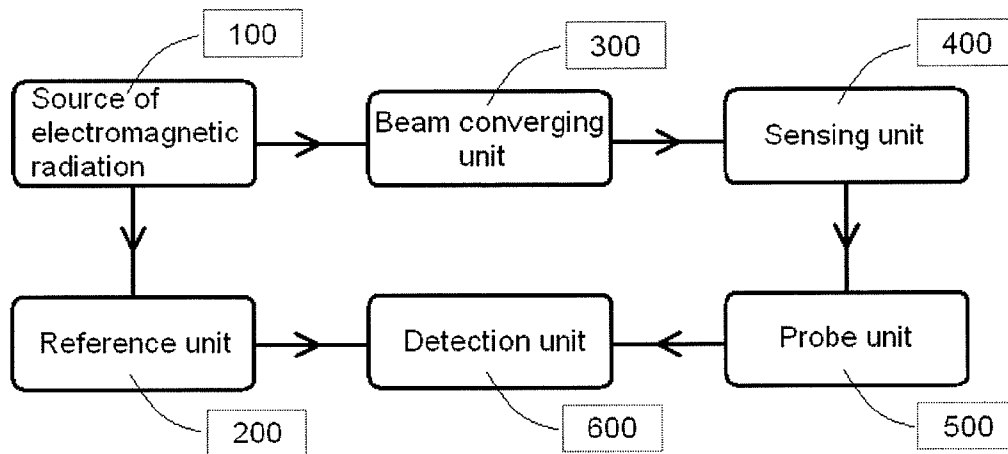 100
300
400
Source of
electromagnetic
radiation
Beam converging
unit
Sensing unit
Reference unit
Detection unit
Probe unit
200
600
500